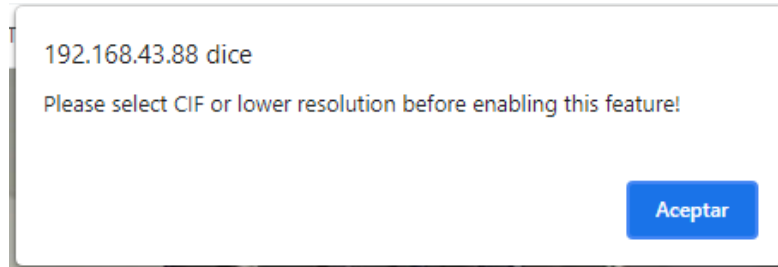 192.168.43.88 dice
Please select CIF or lower resolution before enabling this feature!
Aceptar